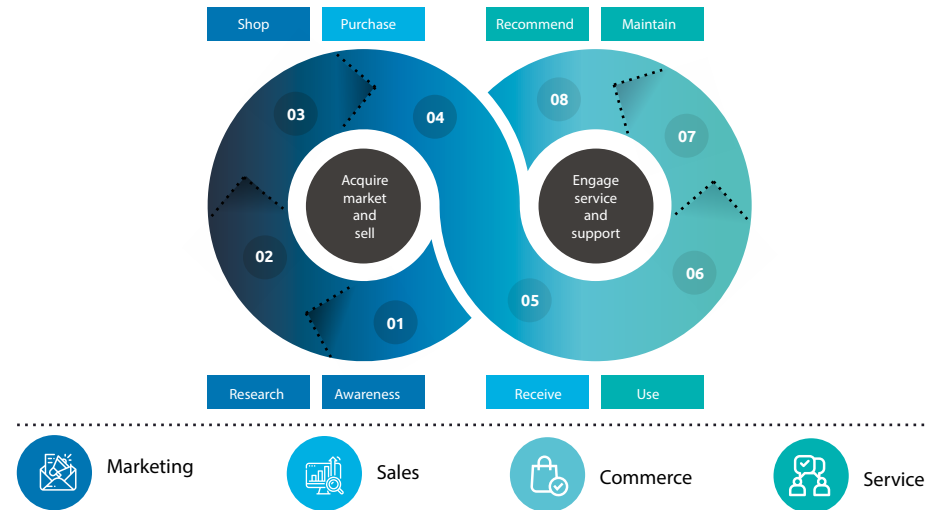 Shop
Purchase
Recommend
Maintain
03
04
08
07
Acquire
market
and
sell
Engage
service
and
support
02
01
05
06
Research
Awareness
Receive
Use
Marketing
Sales
Commerce
Service